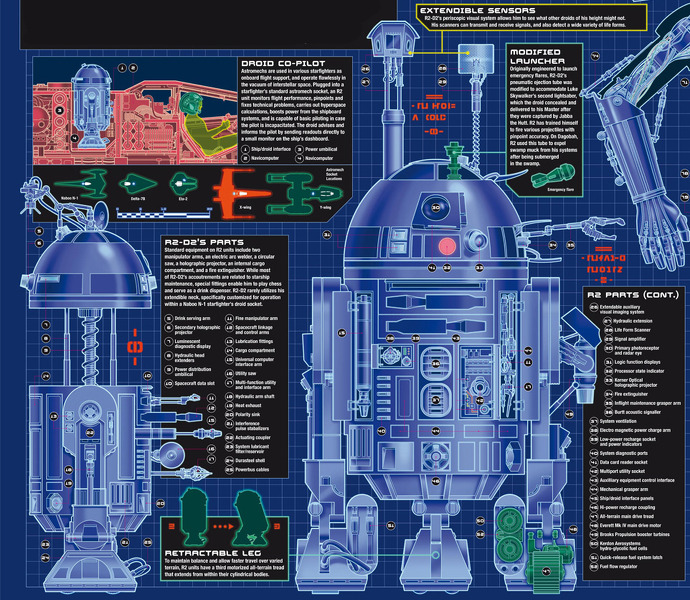 EXTENDIBLE SENSORS
R2-D2's periscopic visual system allows him to see what other droids of his height might not.
His scanners can transmit and receive signals, and also detect a wide variety of life forms.
DROID CO-PILOT
Astromechs are used in various starfighters as
onboard flight support, and operate flawlessly in
the vacuum of interstellar space. Plugged into a
starfighter's standard astromech socket, an R2
unit monitors flight performance, pinpoints and
fixes technical problems, carries out hyperspace
calculations, boosts power from the shipboard
systems, and is capable of basic piloting in case
the pilot is incapacitated. The droid advises and
informs the pilot by sending readouts directly to
a small monitor on the ship's dashboard.
1 Ship/droid interface
2 Navicomputer
3 Power umbilical
4 Navicomputer
MODIFIED
LAUNCHER
Originally engineered to launch
emergency flares, R2-D2's
pneumatic ejection tube was
modified to accommodate Luke
Skywalker's second lightsaber,
which the droid concealed and
delivered to his Master after
they were captured by Jabba
the Hutt. R2 has trained himself
to fire various projectiles with
pinpoint accuracy. On Dagobah,
R2 used this tube to expel
swamp muck from his systems
after being submerged
in the swamp.
Emergency flare
Naboo N-1
Delta-7B
Eta-2
X-wing
Y-wing
Astromech
Socket
Locations
R2-D2'S PARTS
Standard equipment on R2 units include two
manipulator arms, an electric arc welder, a circular
saw, a holographic projector, an internal cargo
compartment, and a fire extinguisher. While most
of R2-D2's accoutrements are related to starship
maintenance, special fittings enable him to play chess
and serve as a drink dispenser. R2-D2 rarely utilizes his
extendible neck, specifically customized for operation
within a Naboo N-1 starfighter's droid socket.
5 Drink serving arm
6 Secondary holographic
projector
7 Luminescent
diagnostic display
8 Hydraulic head
extenders
9 Power distribution
umbilical
10 Spacecraft data slot
11 Fine manipulator arm
12 Spacecraft linkage
and control arms
13 Lubrication fittings
14 Cargo compartment
15 Universal computer
interface arm
16 Utility saw
17 Multi-function utility
and interface arm
18 Hydraulic arm shaft
19 Heat exhaust
20 Polarity sink
21 Interference
pulse stabilizers
22 Actuating coupler
23 System lubricant
filter/reservoir
24 Durasteel shell
25 Powerbus cables
R2 PARTS (CONT.)
26 Extendable auxiliary
visual imaging system
27 Hydraulic extension
28 Life Form Scanner
29 Signal amplifier
30 Primary photoreceptor
and radar eye
31 Logic function displays
32 Processor state indicator
33 Korner Optical
holographic projector
34 Fire extinguisher
35 Inflight maintenance grasper arm
36 Burtt acoustic signaller
37 System ventilation
38 Electro magnetic power charge arm
39 Low-power recharge socket
and power indicators
40 System diagnostic ports
41 Data card reader socket
42 Multiport utility socket
43 Auxiliary equipment control interface
44 Mechanical grasper arm
45 Ship/droid interface panels
46 Hi-power recharge coupling
47 All-terrain main drive tread
48 Everett Mk IV main drive motor
49 Brooks Propulsion booster turbines
50 Kerdon Aerosystems
hydro-glycolic fuel cells
51 Quick-release fuel system latch
52 Fuel flow regulator
RETRACTABLE LEG
To maintain balance and allow faster travel over varied
terrain, R2 units have a third motorized all-terrain tread
that extends from within their cylindrical bodies.